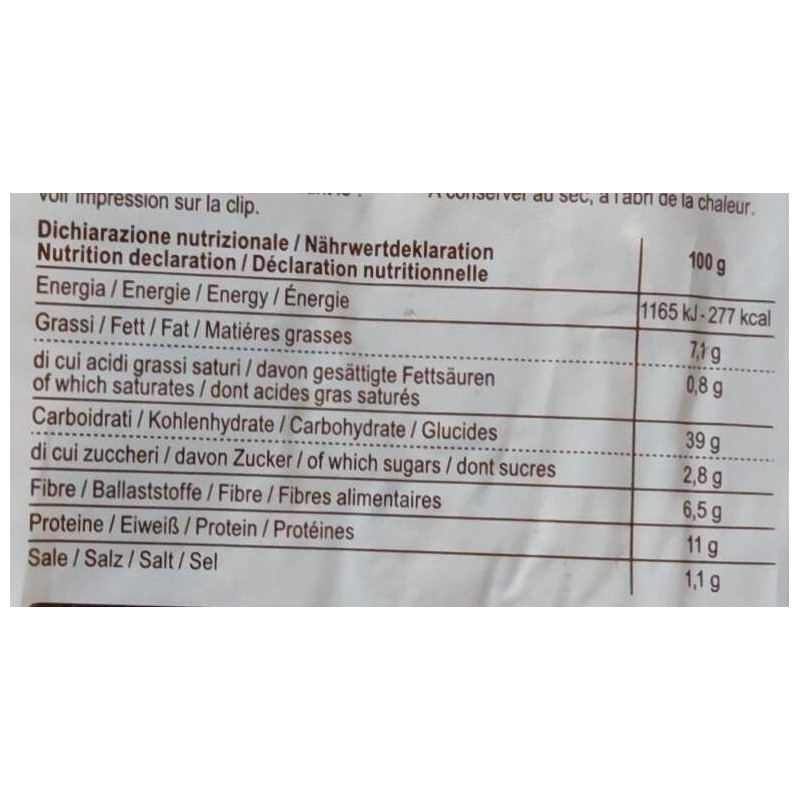 Voir impression sur la clip.
A conserver au sec, à l'abri de la chaleur.
Dichiarazione nutrizionale / Nährwertdeklaration
Nutrition declaration / Déclaration nutritionnelle
100 g
Energia / Energie / Energy / Énergie
1165 kJ - 277 kcal
Grassi / Fett / Fat / Matiéres grasses
7,1 g
di cui acidi grassi saturi / davon gesättigte Fettsäuren
of which saturates / dont acides gras saturés
0,8 g
Carboidrati / Kohlenhydrate / Carbohydrate / Glucides
39 g
di cui zuccheri / davon Zucker / of which sugars / dont sucres
2,8 g
Fibre / Ballaststoffe / Fibre / Fibres alimentaires
6,5 g
Proteine / Eiweiß / Protein / Protéines
11 g
Sale / Salz / Salt / Sel
1,1 g